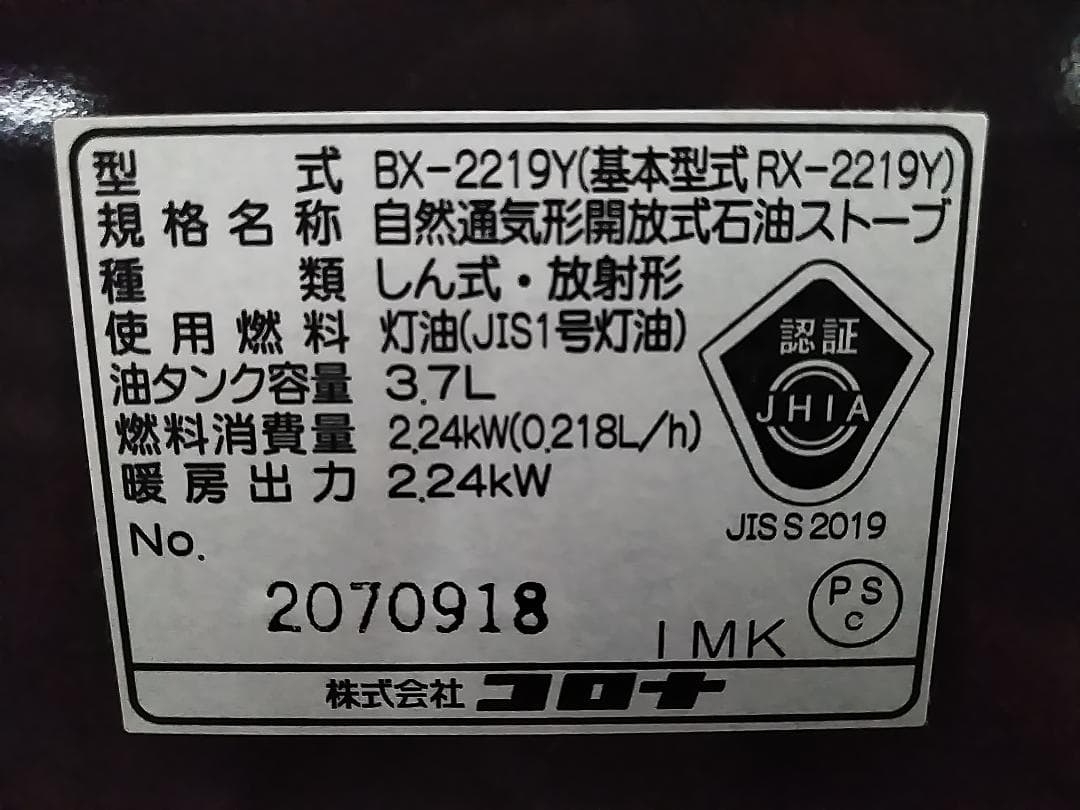 型式 BX-2219Y(基本型式 RX-2219Y)
規格名称 自然通気形開放式石油ストーブ
種類 しん式・放射形
使用燃料 灯油(JIS1号灯油)
油タンク容量 3.7L
燃料消費量 2.24kW(0.218L/h)
暖房出力 2.24kW
認証
JHIA
JIS S 2019
No.
2070918
IMK
PS
C
株式会社 コロナ